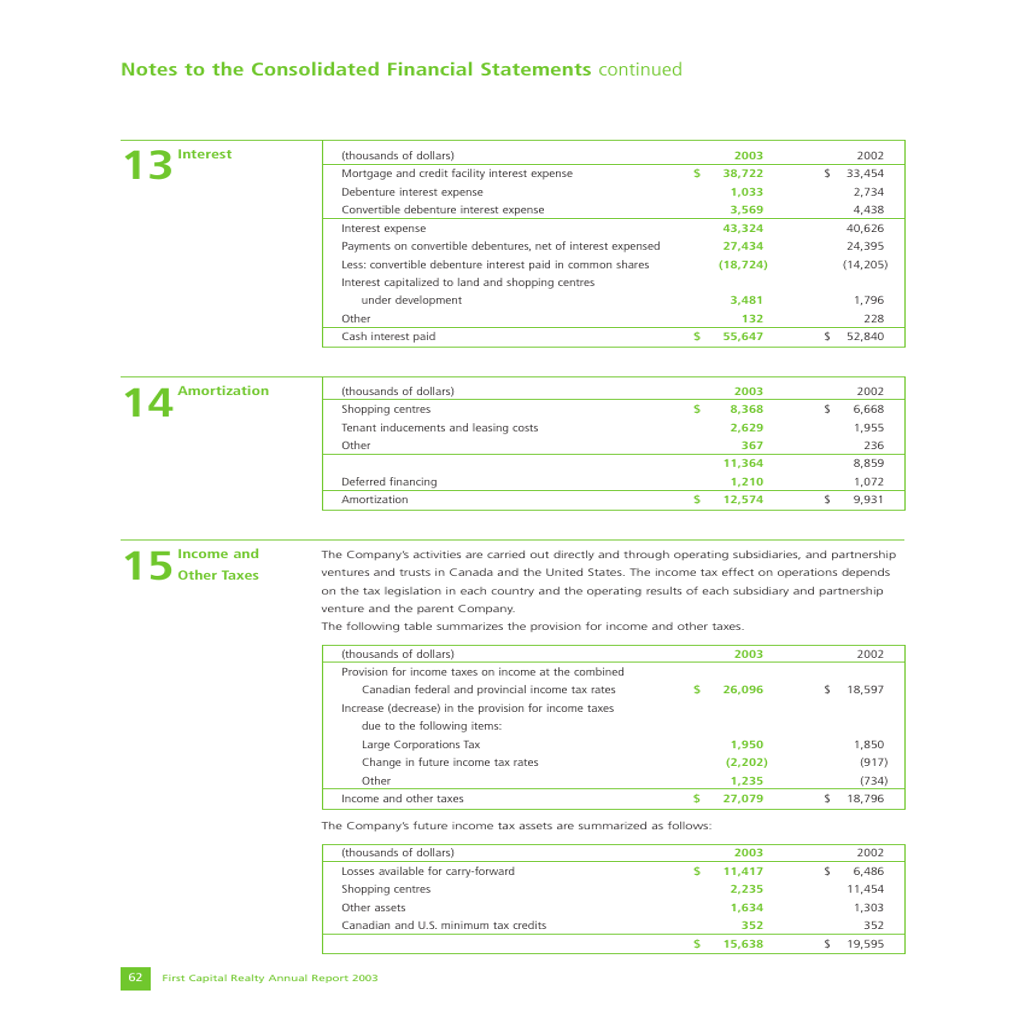 Notes to the Consolidated Financial Statements continued
13 Interest
(thousands of dollars) 2003 2002
Mortgage and credit facility interest expense $ 38,722 $ 33,454
Debenture interest expense 1,033 2,734
Convertible debenture interest expense 3,569 4,438
Interest expense 43,324 40,626
Payments on convertible debentures, net of interest expensed 27,434 24,395
Less: convertible debenture interest paid in common shares (18,724) (14,205)
Interest capitalized to land and shopping centres
under development 3,481 1,796
Other 132 228
Cash interest paid $ 55,647 $ 52,840
14 Amortization
(thousands of dollars) 2003 2002
Shopping centres $ 8,368 $ 6,668
Tenant inducements and leasing costs 2,629 1,955
Other 367 236
11,364 8,859
Deferred financing 1,210 1,072
Amortization $ 12,574 $ 9,931
15 Income and
Other Taxes
The Company's activities are carried out directly and through operating subsidiaries, and partnership
ventures and trusts in Canada and the United States. The income tax effect on operations depends
on the tax legislation in each country and the operating results of each subsidiary and partnership
venture and the parent Company.
The following table summarizes the provision for income and other taxes.
(thousands of dollars) 2003 2002
Provision for income taxes on income at the combined
Canadian federal and provincial income tax rates $ 26,096 $ 18,597
Increase (decrease) in the provision for income taxes
due to the following items:
Large Corporations Tax 1,950 1,850
Change in future income tax rates (2,202) (917)
Other 1,235 (734)
Income and other taxes $ 27,079 $ 18,796
The Company's future income tax assets are summarized as follows:
(thousands of dollars) 2003 2002
Losses available for carry-forward $ 11,417 $ 6,486
Shopping centres 2,235 11,454
Other assets 1,634 1,303
Canadian and U.S. minimum tax credits 352 352
$ 15,638 $ 19,595
62 First Capital Realty Annual Report 2003